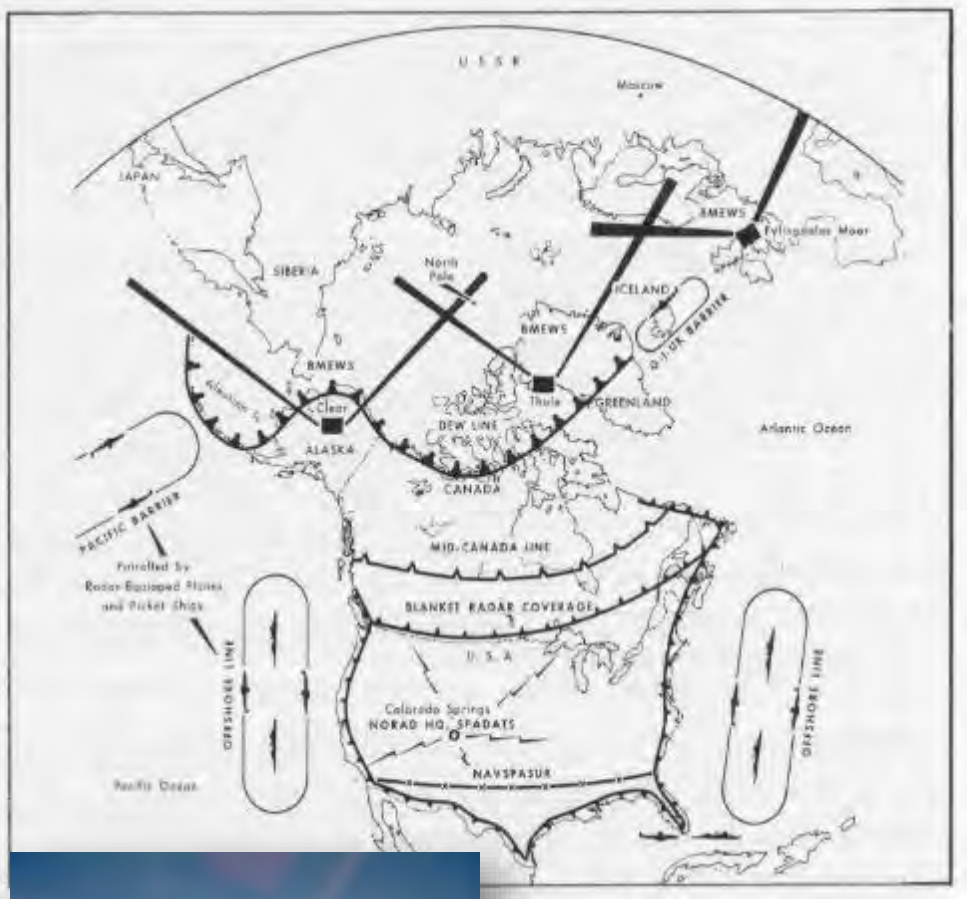 U S S R
Moscow
JAPAN
BMEWS
Fylingdales Moor
SIBERIA
North
Pole
ICELAND
G-I-UK BARRIER
BMEWS
BMEWS
Clear
Aleutian Is
Thule
GREENLAND
DEW LINE
ALASKA
Atlantic Ocean
CANADA
PACIFIC BARRIER
MID-CANADA LINE
Patrolled by
Radar-Equipped Planes
and Picket Ships
BLANKET RADAR COVERAGE
U. S. A
OFFSHORE LINE
OFFSHORE LINE
Colorado Springs
NORAD HQ. SPADATS
NAVSPASUR
Pacific Ocean